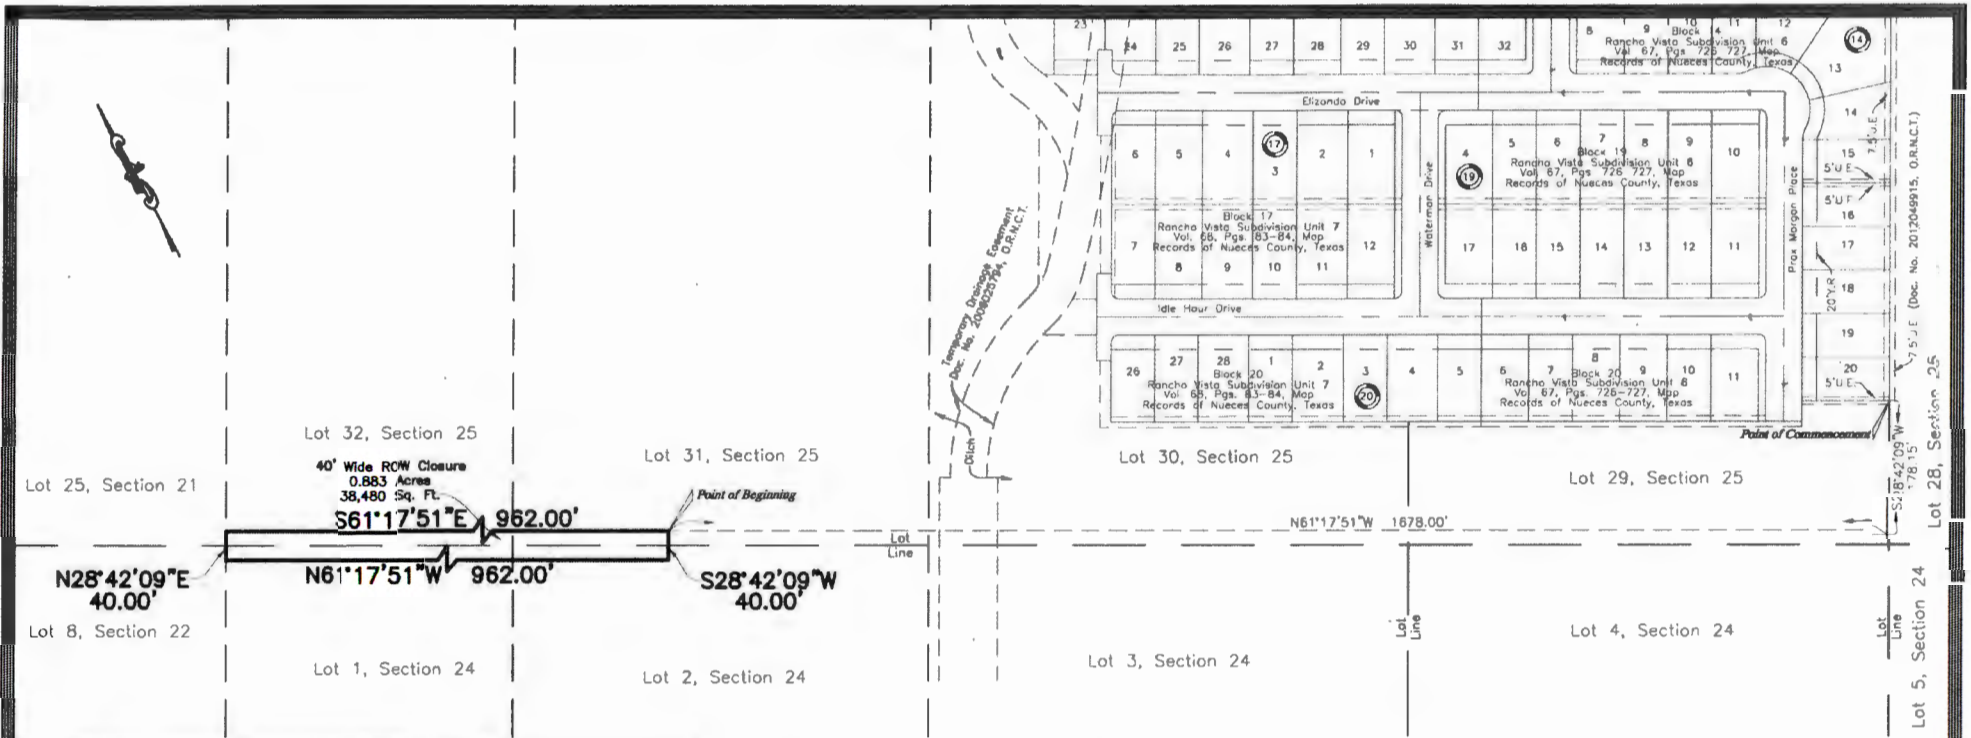 23
24 25 26 27 28 29 30 31 32
8 9 10 11 12
Block 4
Rancho Vista Subdivision Unit 6
Vol 67, Pgs 726 727, Map
Records of Nueces County, Texas
14
13
14
Elizondo Drive
6 5 4 17 2 1
3
Block 17
Rancho Vista Subdivision Unit 7
Vol. 68, Pgs. 83-84, Map
Records of Nueces County, Texas
7 12
8 9 10 11
Waterman Drive
4 5 6 7 8 9 10
19
Block 19
Rancho Vista Subdivision Unit 6
Vol 67, Pgs 726 727, Map
Records of Nueces County, Texas
17 16 15 14 13 12 11
Prax Morgan Place
15
5'U.E
5'U.E
16
17
18
19
20
5'U.E.
20'Y.R.
7.5'U.E
7.5'U.E (Doc. No. 2012049915, O.R.N.C.T.)
Idle Hour Drive
26 27 28 1 2 3 4 5 6 7 8 9 10 11
Block 20
Rancho Vista Subdivision Unit 7
Vol 68, Pgs. 83-84, Map
Records of Nueces County, Texas
20
Block 20
Rancho Vista Subdivision Unit 6
Vo 67, Pgs. 726-727, Map
Records of Nueces County, Texas
Temporary Drainage Easement
Doc. No. 2008025794, O.R.N.C.T.
Ditch
Point of Commencement
S28°42'09"W
178.15'
Lot 28, Section 25
Lot 32, Section 25
Lot 31, Section 25
Lot 30, Section 25
Lot 29, Section 25
Lot 25, Section 21
40' Wide ROW Closure
0.883 Acres
38,480 Sq. Ft.
Point of Beginning
S61°17'51"E 962.00'
N61°17'51"W 1678.00'
Lot
Line
N28°42'09"E
40.00'
N61°17'51"W 962.00'
S28°42'09"W
40.00'
Lot 8, Section 22
Lot 1, Section 24
Lot 2, Section 24
Lot 3, Section 24
Lot
Line
Lot 4, Section 24
Lot
Line
Lot 5, Section 24